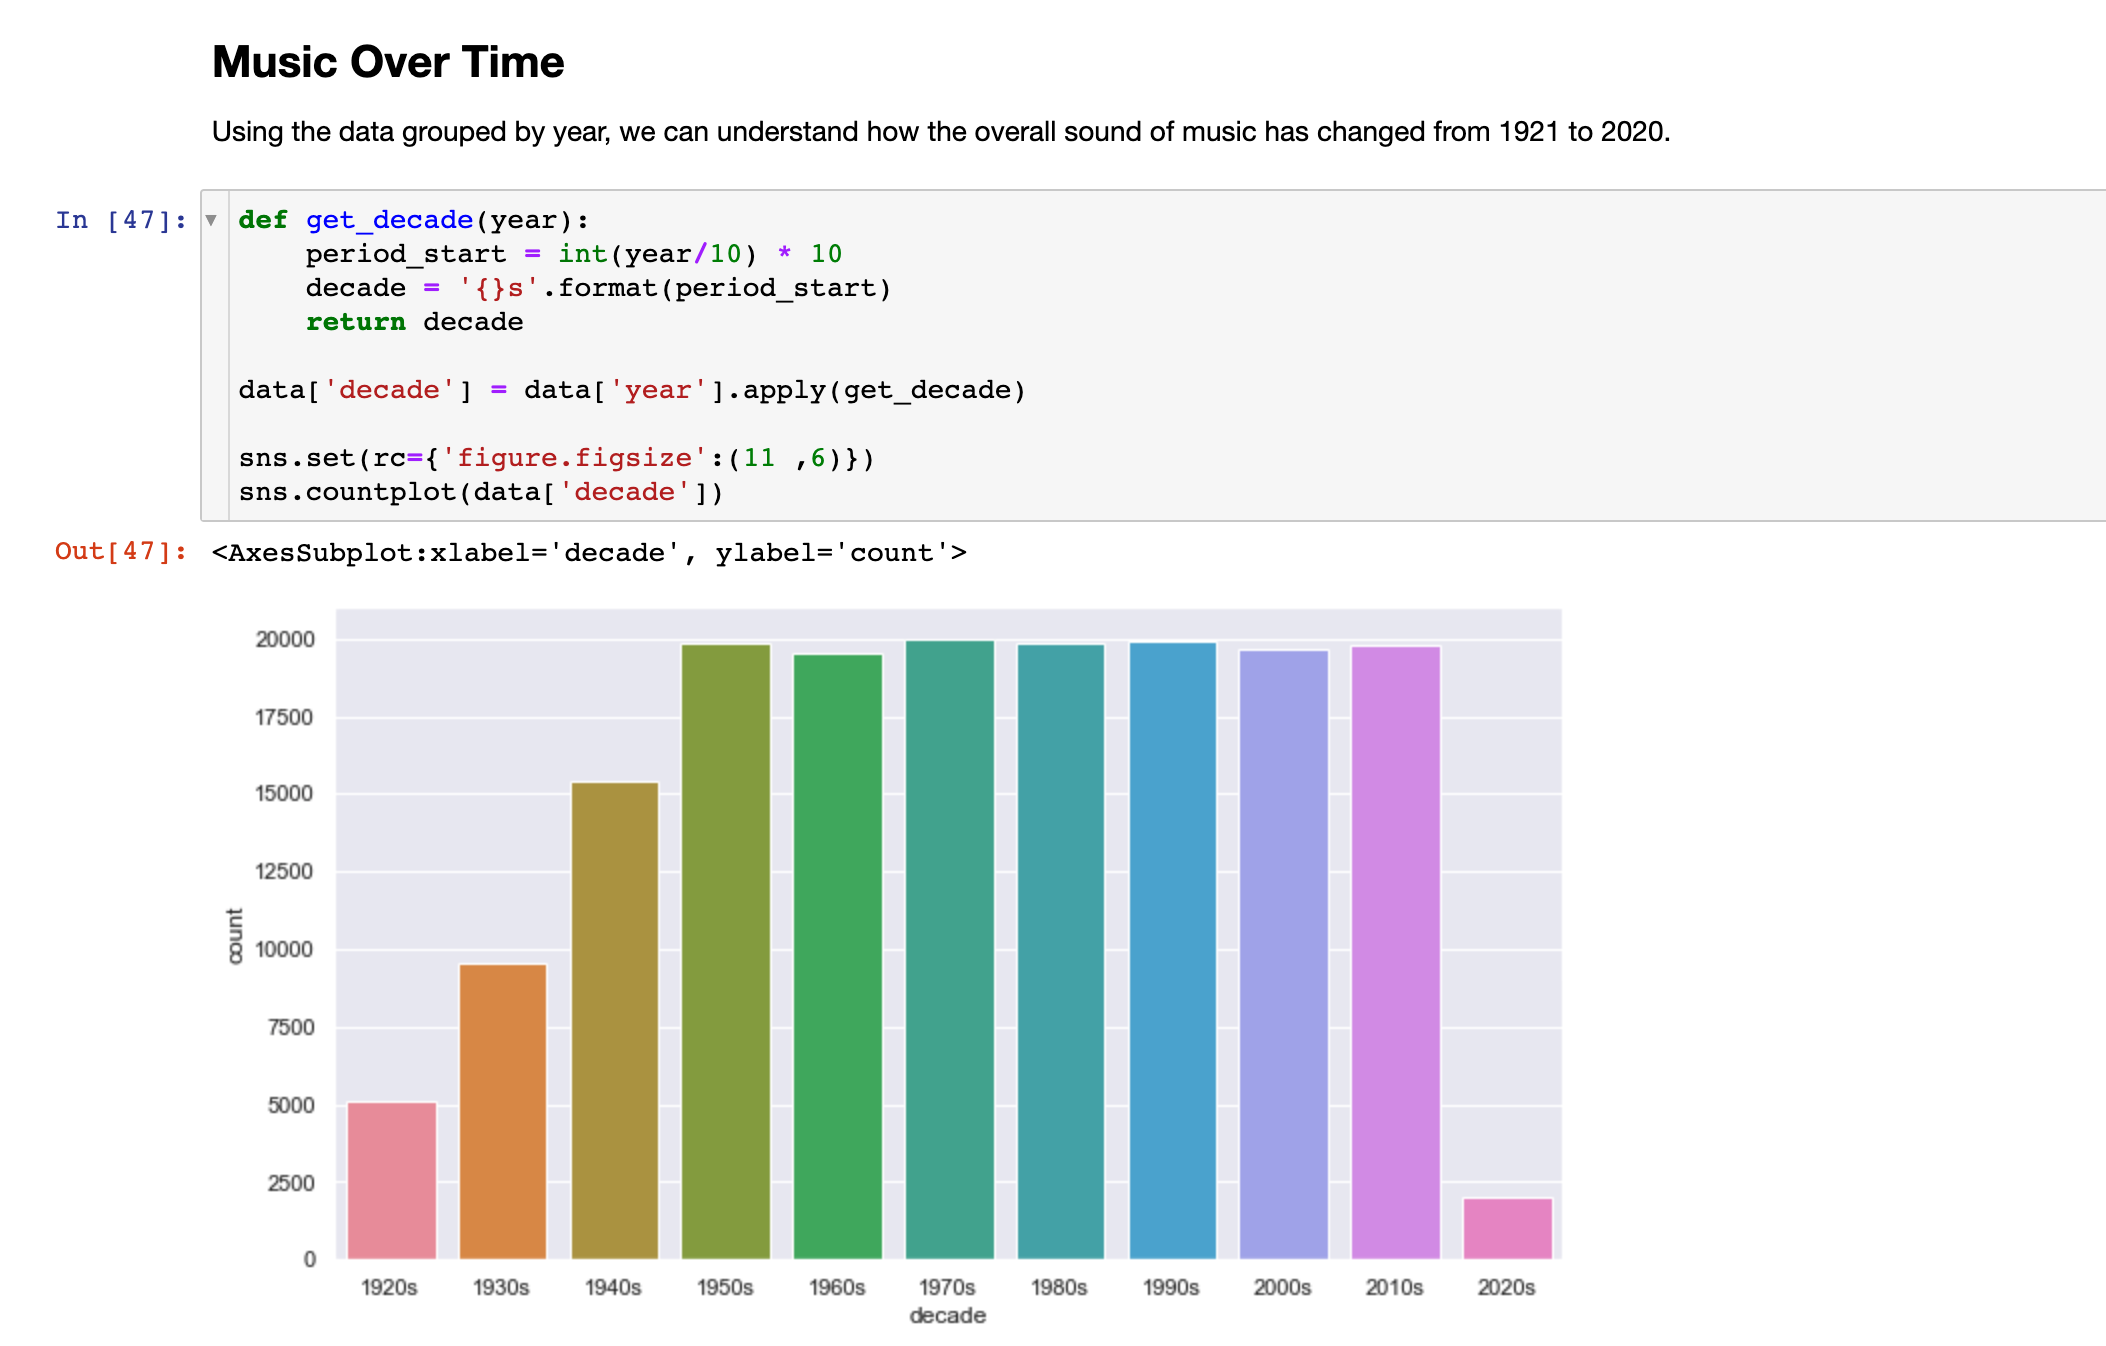 Music Over Time
Using the data grouped by year, we can understand how the overall sound of music has changed from 1921 to 2020.
In [47]:
def get_decade(year):
    period_start = int(year/10) * 10
    decade = '{}s'.format(period_start)
    return decade
data['decade'] = data['year'].apply(get_decade)
sns.set(rc={'figure.figsize':(11 ,6)})
sns.countplot(data['decade'])
Out[47]: <AxesSubplot:xlabel='decade', ylabel='count'>
20000
17500
15000
12500
10000
7500
5000
2500
0
count
1920s 1930s 1940s 1950s 1960s 1970s 1980s 1990s 2000s 2010s 2020s
decade